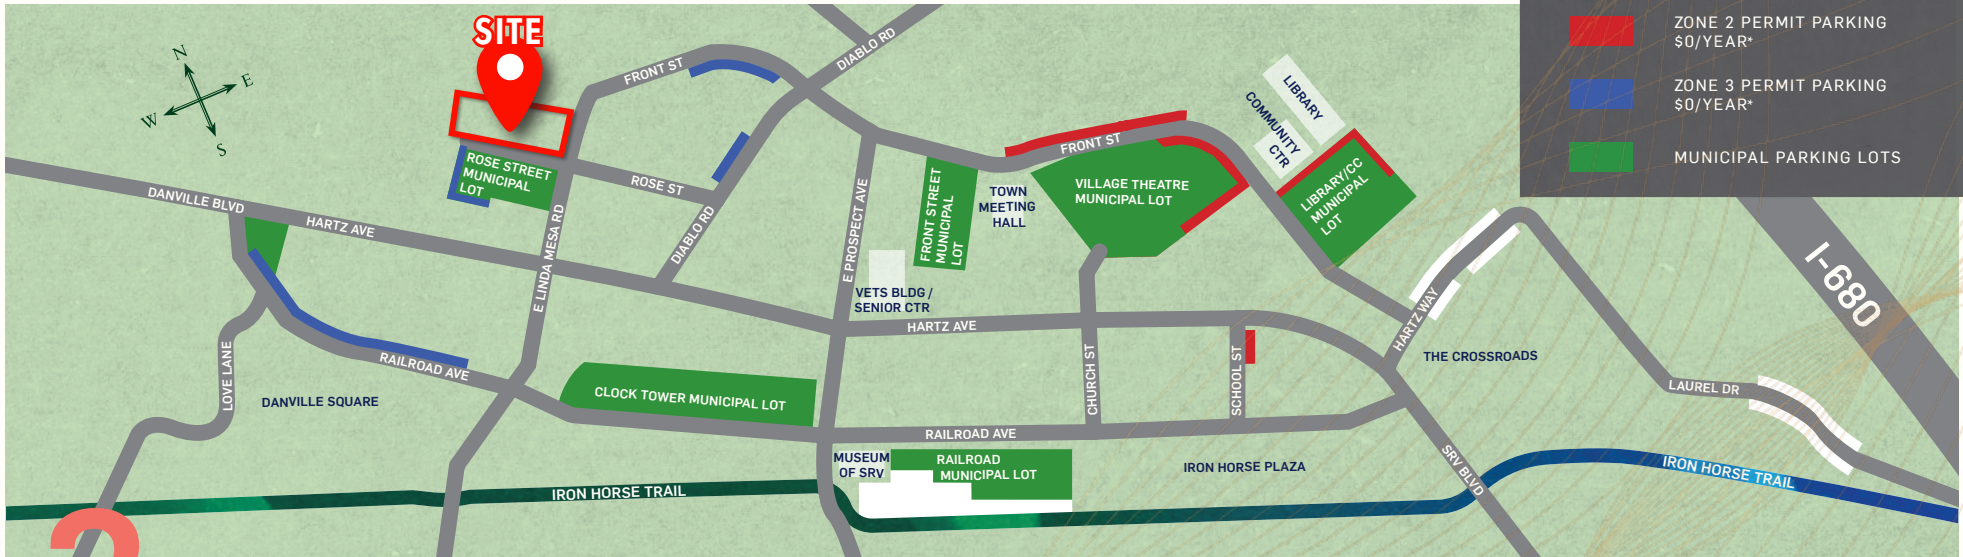 SITE
ZONE 2 PERMIT PARKING
$0/YEAR*
ZONE 3 PERMIT PARKING
$0/YEAR*
MUNICIPAL PARKING LOTS
N
E
W
S
FRONT ST
DIABLO RD
LIBRARY
COMMUNITY
CTR
FRONT ST
ROSE STREET
MUNICIPAL
LOT
ROSE ST
DANVILLE BLVD
HARTZ AVE
E LINDA MESA RD
DIABLO RD
E PROSPECT AVE
FRONT STREET
MUNICIPAL
LOT
TOWN
MEETING
HALL
VILLAGE THEATRE
MUNICIPAL LOT
LIBRARY/CC
MUNICIPAL
LOT
I-680
VETS BLDG /
SENIOR CTR
HARTZ AVE
HARTZ WAY
THE CROSSROADS
LOVE LANE
RAILROAD AVE
DANVILLE SQUARE
CLOCK TOWER MUNICIPAL LOT
CHURCH ST
SCHOOL ST
LAUREL DR
RAILROAD AVE
MUSEUM
OF SRV
RAILROAD
MUNICIPAL LOT
IRON HORSE PLAZA
SRV BLVD
IRON HORSE TRAIL
IRON HORSE TRAIL